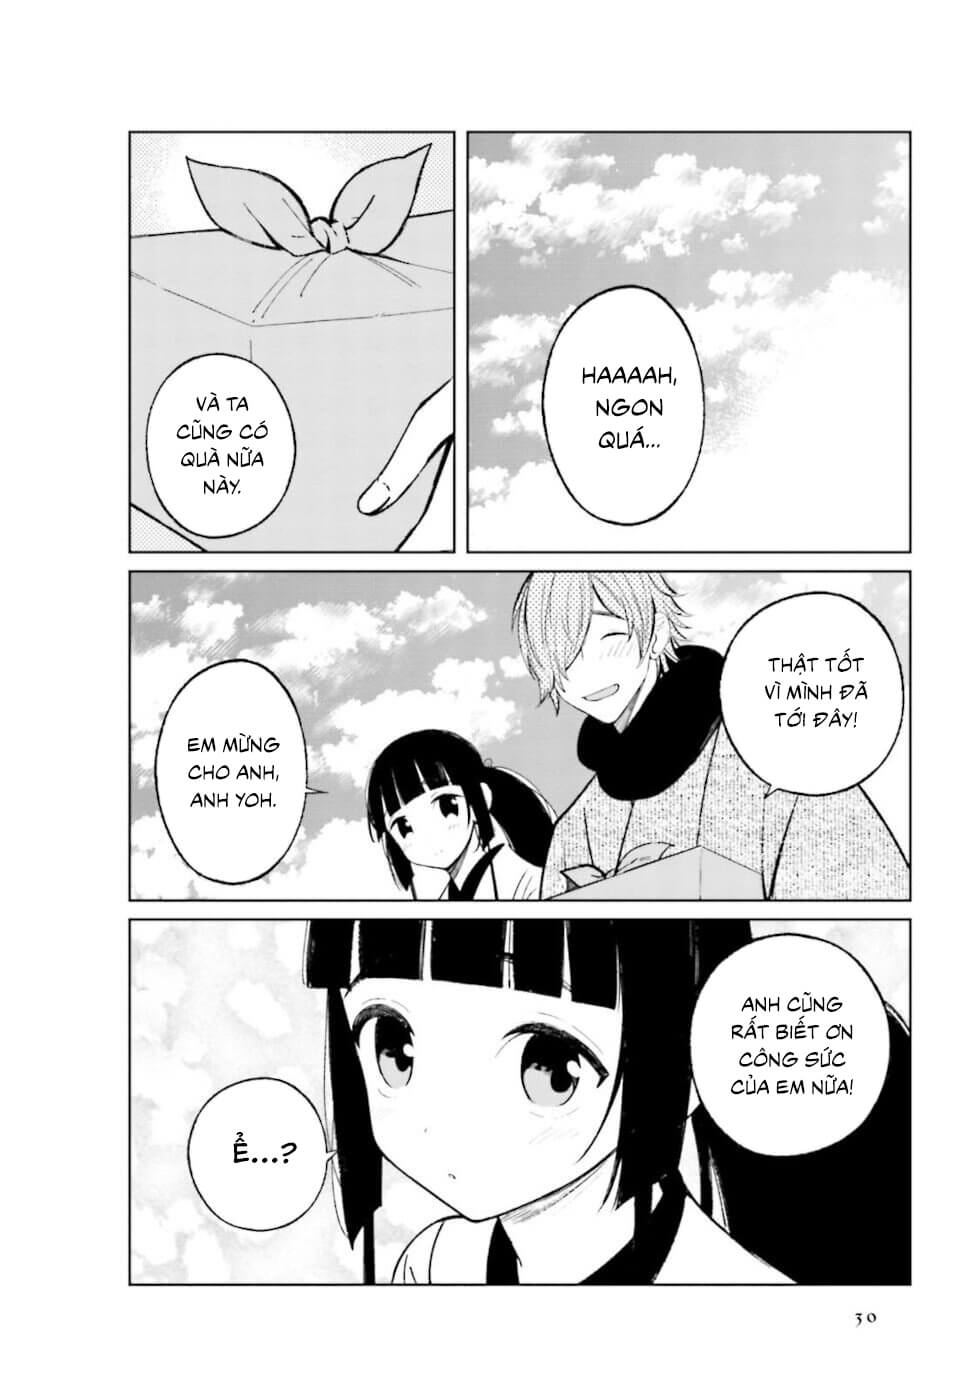 HAAAAH,
NGON
QUÁ...
VÀ TA
CŨNG CÓ
QUÀ NỮA
NÀY.
THẬT TỐT
VÌ MÌNH ĐÃ
TỚI ĐÂY!
EM MỪNG
CHO ANH,
ANH YOH.
ANH CŨNG
RẤT BIẾT ƠN
CÔNG SỨC
CỦA EM NỮA!
Ể...?
30